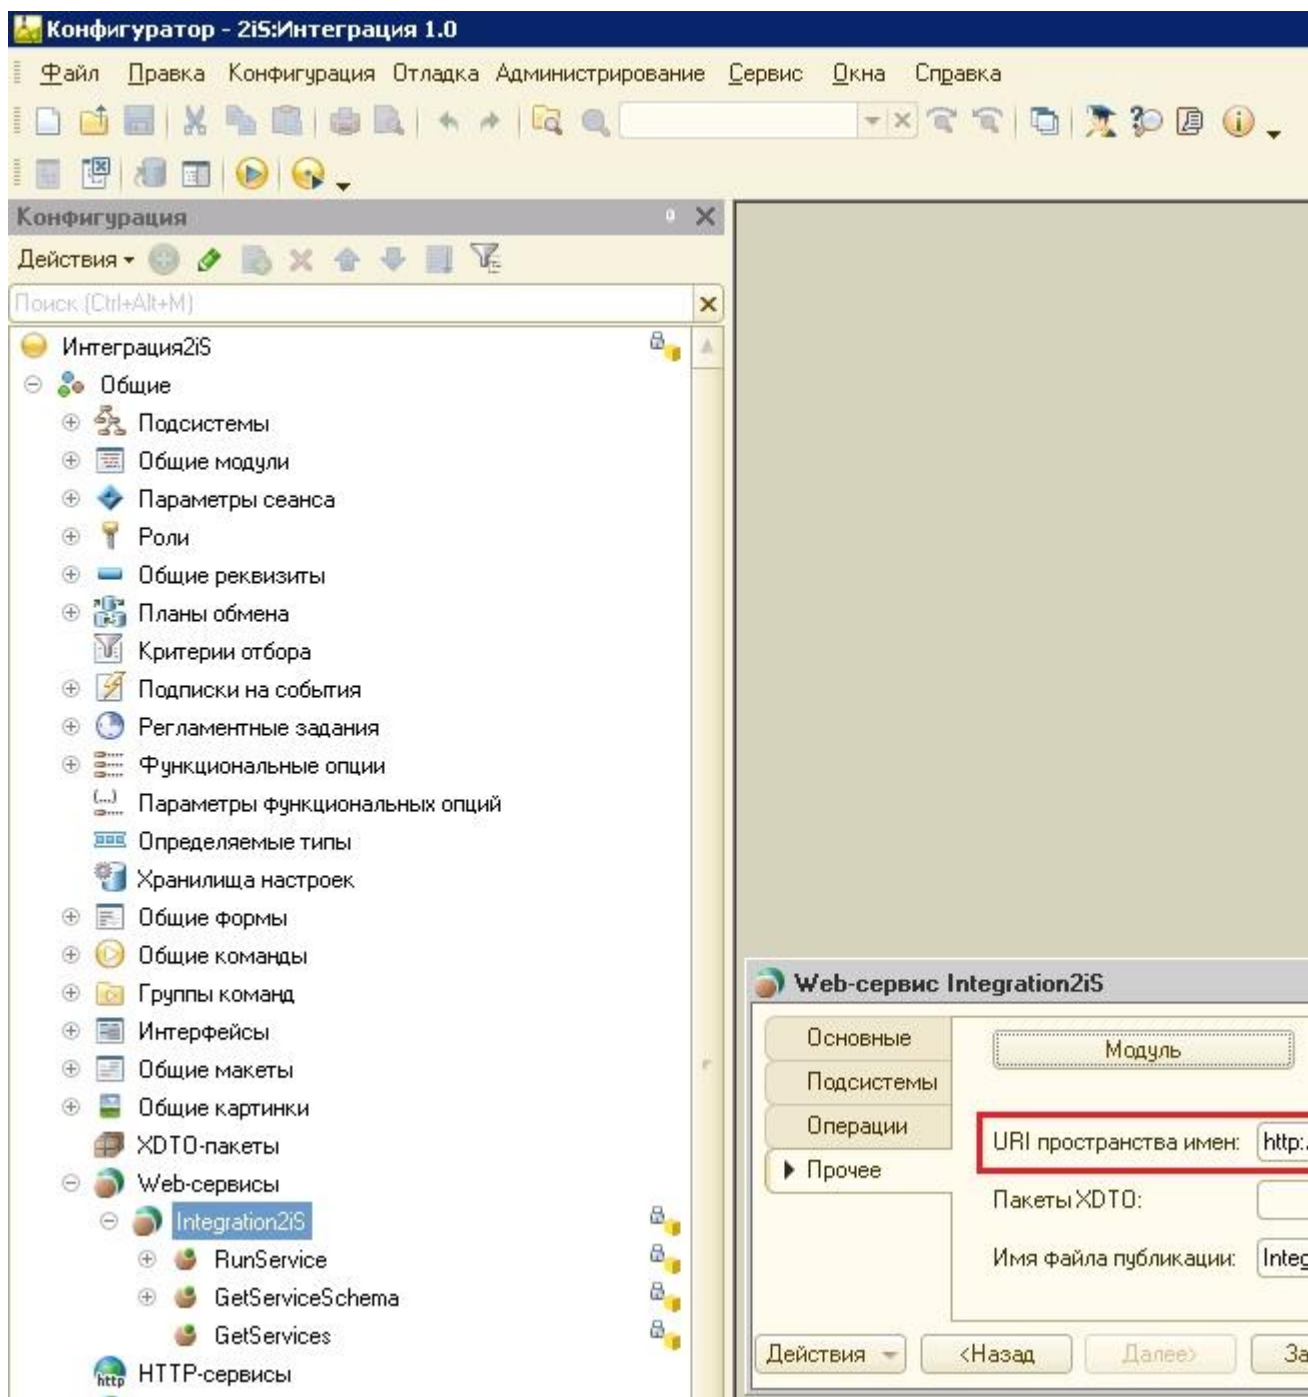 Конфигуратор - 2iS:Интеграция 1.0
Файл Правка Конфигурация Отладка Администрирование Сервис Окна Справка
Конфигурация
Действия
Поиск (Ctrl+Alt+M)
Интеграция2iS
Общие
Подсистемы
Общие модули
Параметры сеанса
Роли
Общие реквизиты
Планы обмена
Критерии отбора
Подписки на события
Регламентные задания
Функциональные опции
Параметры функциональных опций
Определяемые типы
Хранилища настроек
Общие формы
Общие команды
Группы команд
Интерфейсы
Общие макеты
Общие картинки
XDTO-пакеты
Web-сервисы
Integration2iS
RunService
GetServiceSchema
GetServices
http HTTP-сервисы
Web-сервис Integration2iS
Основные
Подсистемы
Операции
Прочее
Модуль
URI пространства имен: http:
Пакеты XDTO:
Имя файла публикации: Integ
Действия <Назад Далее> За